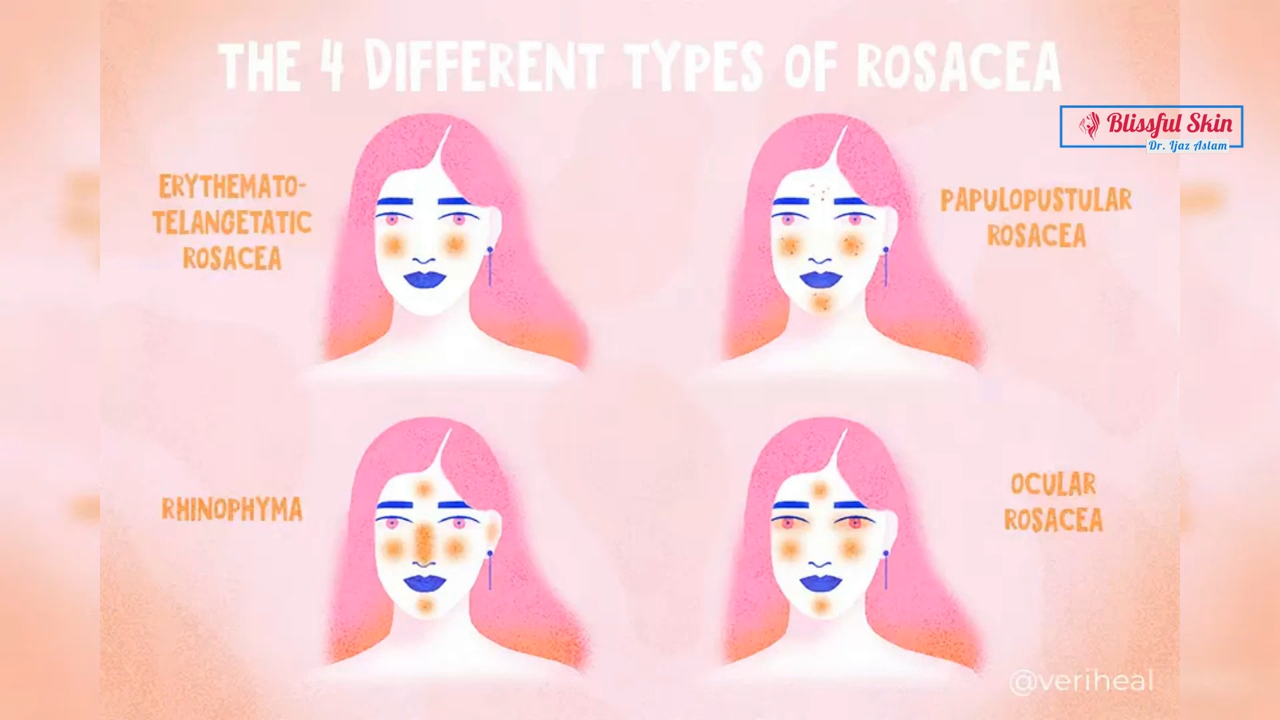 THE 4 DIFFERENT TYPES OF ROSACEA
Blissful Skin
Dr. Ijaz Aslam
ERYTHEMATO-
TELANGETATIC
ROSACEA
PAPULOPUSTULAR
ROSACEA
RHINOPHYMA
OCULAR
ROSACEA
@veriheal